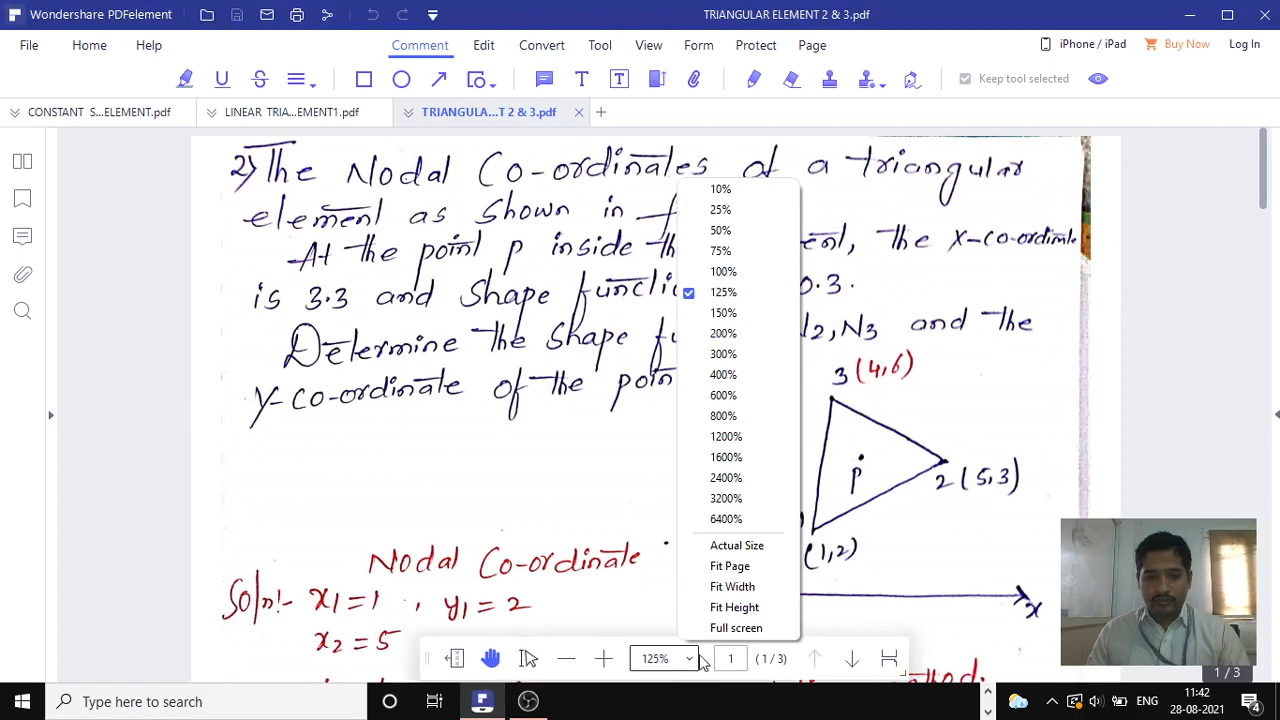 Wondershare PDFelement
TRIANGULAR ELEMENT 2 & 3.pdf
File Home Help Comment Edit Convert Tool View Form Protect Page iPhone / iPad Buy Now Log In
Keep tool selected
CONSTANT S...ELEMENT.pdf LINEAR TRIA...EMENT1.pdf TRIANGULA...T 2 & 3.pdf
2) The Nodal Co-ordinates of a triangular
element as shown in
At the point p inside the the X-co-ordinate
is 3.3 and Shape 0.3.
Determine the shape N3 and the
Y-co-ordinate of the
10%
25%
50%
75%
100%
125%
150%
200%
300%
400%
600%
800%
1200%
1600%
2400%
3200%
6400%
Actual Size
Fit Page
Fit Width
Fit Height
Full screen
3 (4,6)
p
2 (5,3)
(1,2)
x
Nodal Co-ordinate
Soln:- x1 = 1 , y1 = 2
x2 = 5
125% 1 (1 / 3)
1 / 3
Type here to search
ENG
11:42
28-08-2021
4